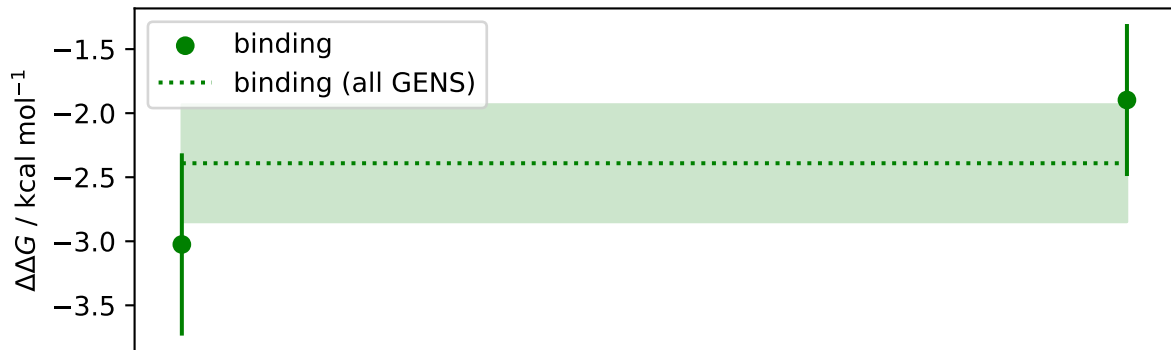 binding
binding (all GENS)
ΔΔG / kcal mol⁻¹
−1.5
−2.0
−2.5
−3.0
−3.5